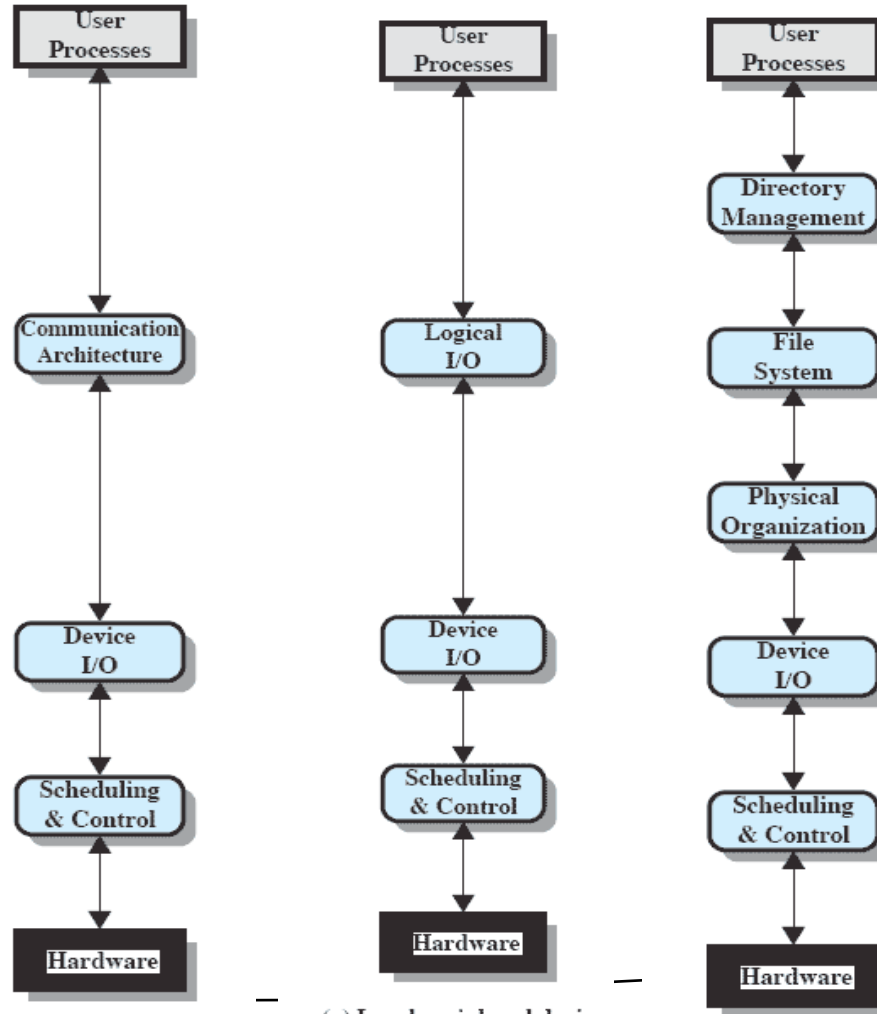 User
Processes
Communication
Architecture
Device
I/O
Scheduling
& Control
Hardware
User
Processes
Logical
I/O
Device
I/O
Scheduling
& Control
Hardware
User
Processes
Directory
Management
File
System
Physical
Organization
Device
I/O
Scheduling
& Control
Hardware